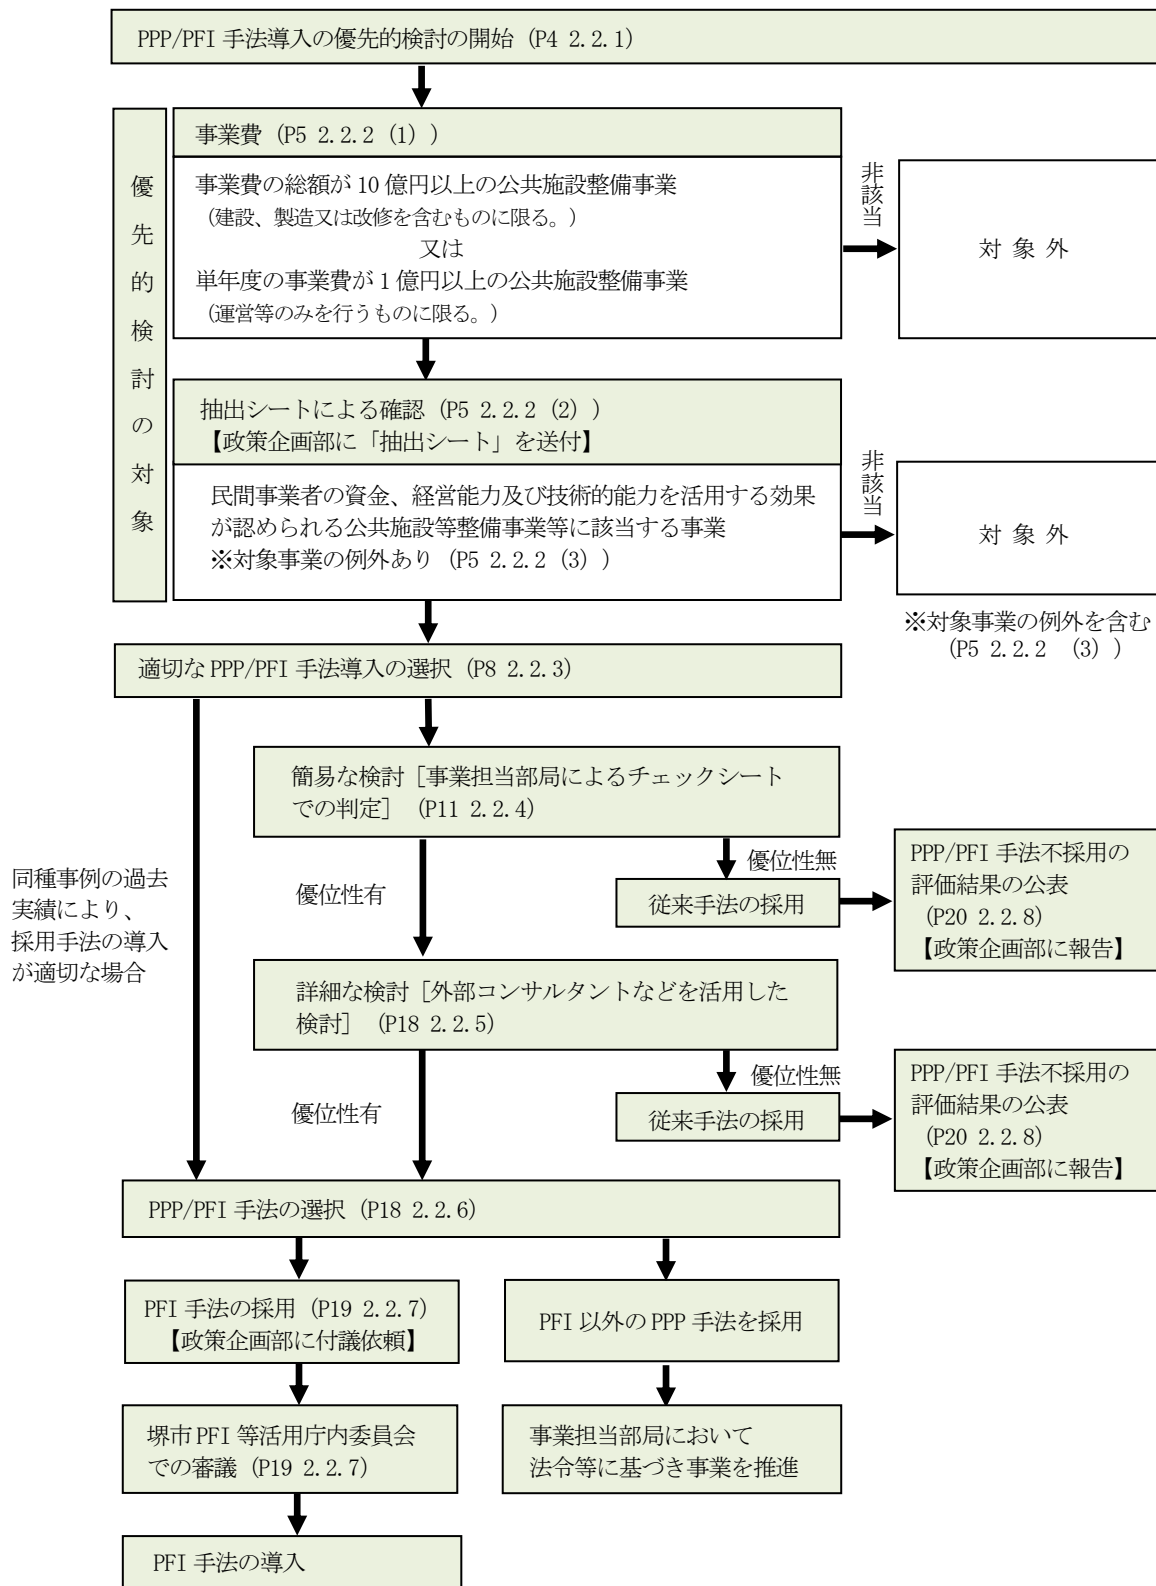 PPP/PFI 手法導入の優先的検討の開始（P4 2.2.1）
優先的検討の対象
事業費（P5 2.2.2（1））
事業費の総額が 10 億円以上の公共施設整備事業
（建設、製造又は改修を含むものに限る。）
又は
単年度の事業費が 1 億円以上の公共施設整備事業
（運営等のみを行うものに限る。）
非該当
対 象 外
抽出シートによる確認（P5 2.2.2（2））
【政策企画部に「抽出シート」を送付】
民間事業者の資金、経営能力及び技術的能力を活用する効果
が認められる公共施設等整備事業等に該当する事業
※対象事業の例外あり（P5 2.2.2（3））
非該当
対 象 外
※対象事業の例外を含む
（P5 2.2.2 （3））
適切な PPP/PFI 手法導入の選択（P8 2.2.3）
簡易な検討［事業担当部局によるチェックシート
での判定］（P11 2.2.4）
同種事例の過去
実績により、
採用手法の導入
が適切な場合
優位性有
優位性無
従来手法の採用
PPP/PFI 手法不採用の
評価結果の公表
（P20 2.2.8）
【政策企画部に報告】
詳細な検討［外部コンサルタントなどを活用した
検討］（P18 2.2.5）
優位性有
優位性無
従来手法の採用
PPP/PFI 手法不採用の
評価結果の公表
（P20 2.2.8）
【政策企画部に報告】
PPP/PFI 手法の選択（P18 2.2.6）
PFI 手法の採用（P19 2.2.7）
【政策企画部に付議依頼】
PFI 以外の PPP 手法を採用
堺市 PFI 等活用庁内委員会
での審議（P19 2.2.7）
事業担当部局において
法令等に基づき事業を推進
PFI 手法の導入